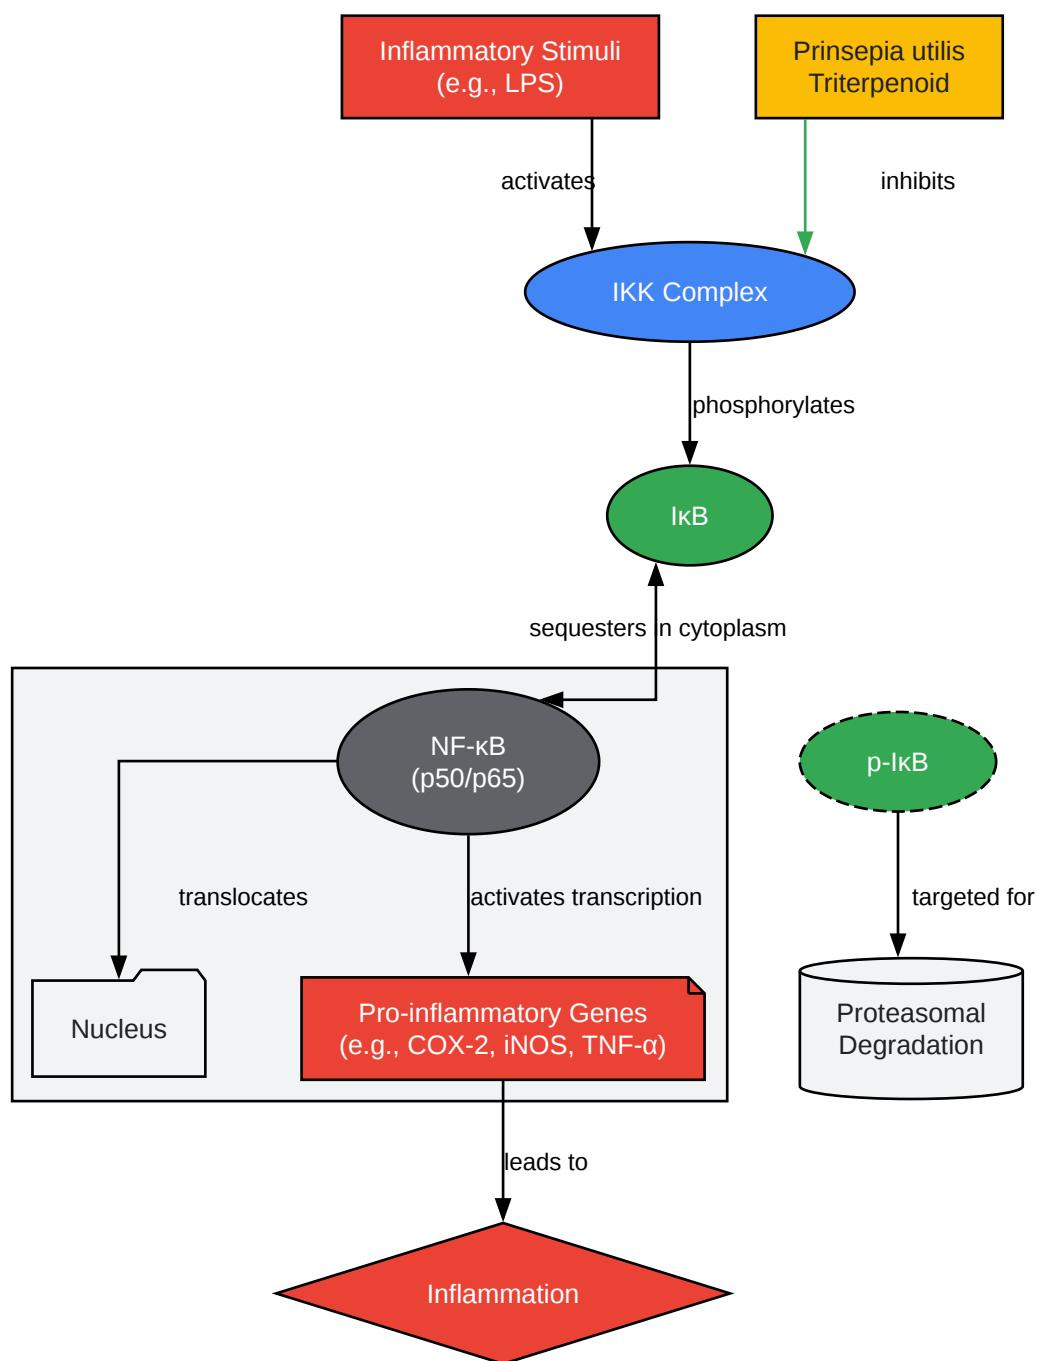 Inflammatory Stimuli
(e.g., LPS)
Prinsepia utilis
Triterpenoid
activates
inhibits
IKK Complex
phosphorylates
IκB
sequesters in cytoplasm
NF-κB
(p50/p65)
p-IκB
translocates
activates transcription
targeted for
Nucleus
Pro-inflammatory Genes
(e.g., COX-2, iNOS, TNF-α)
Proteasomal
Degradation
leads to
Inflammation